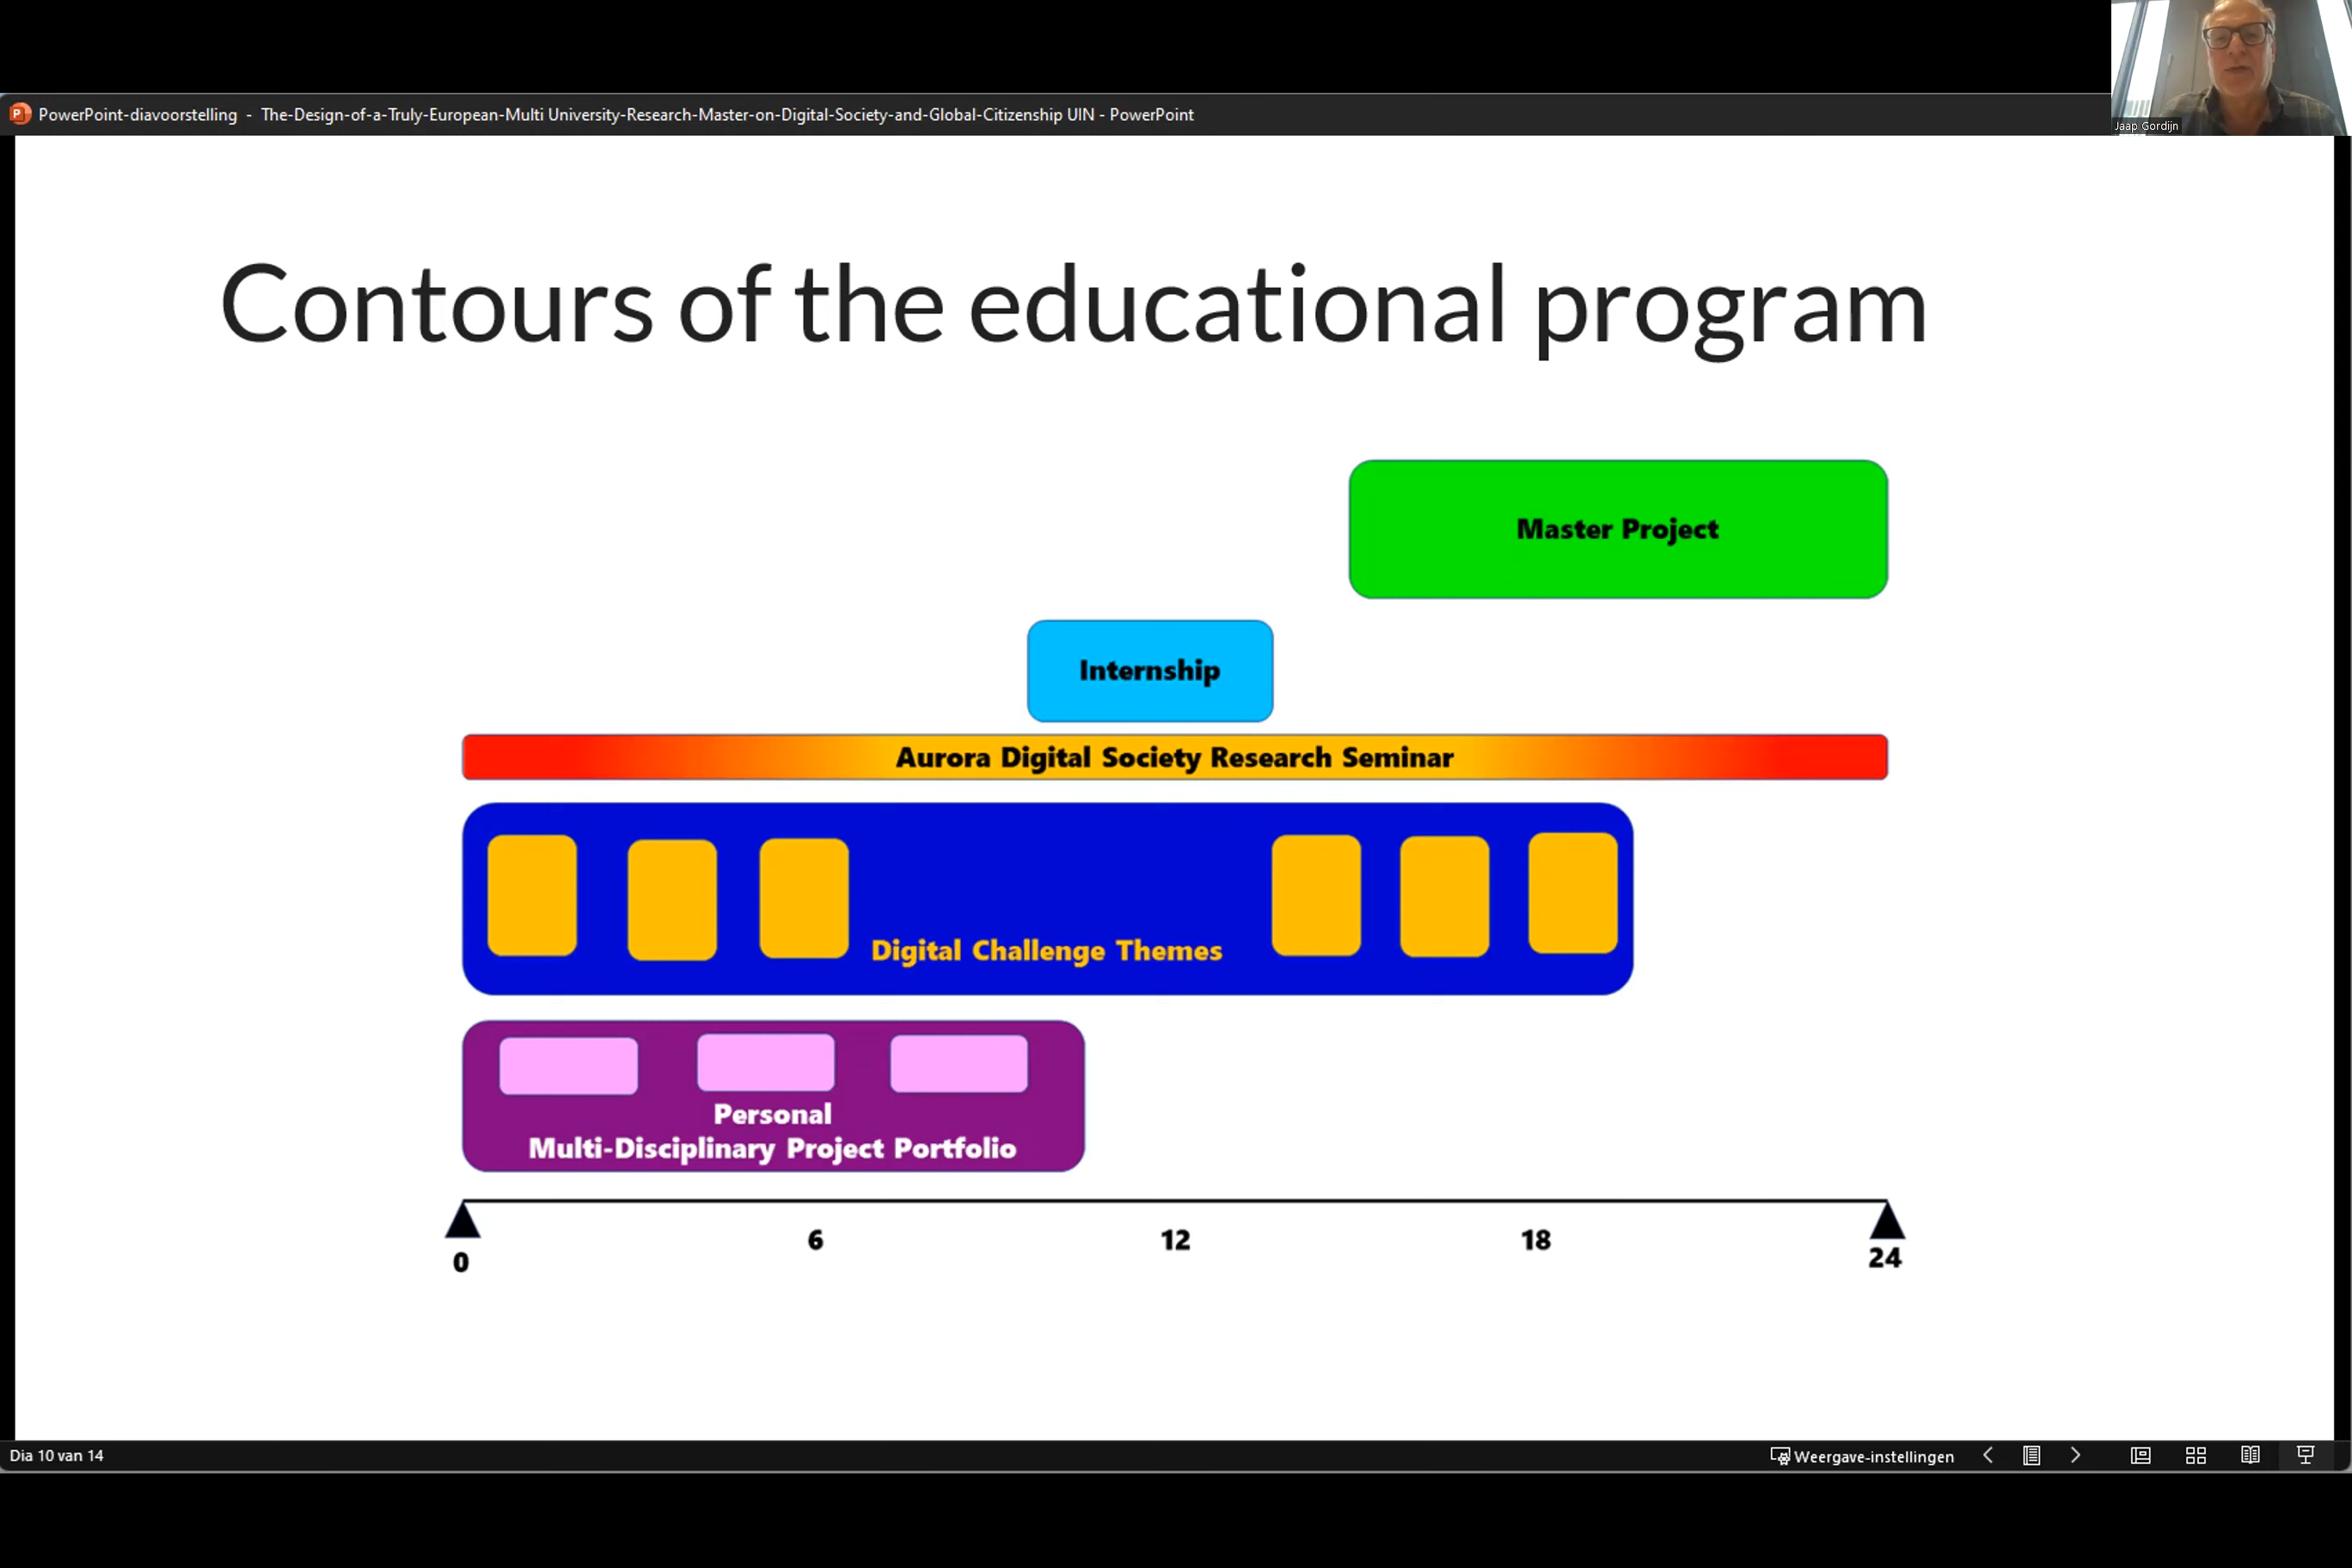 Jaap Gordijn
PowerPoint-diavoorstelling - The-Design-of-a-Truly-European-Multi University-Research-Master-on-Digital-Society-and-Global-Citizenship UIN - PowerPoint
Contours of the educational program
Master Project
Internship
Aurora Digital Society Research Seminar
Digital Challenge Themes
Personal
Multi-Disciplinary Project Portfolio
0 6 12 18 24
Dia 10 van 14 Weergave-instellingen